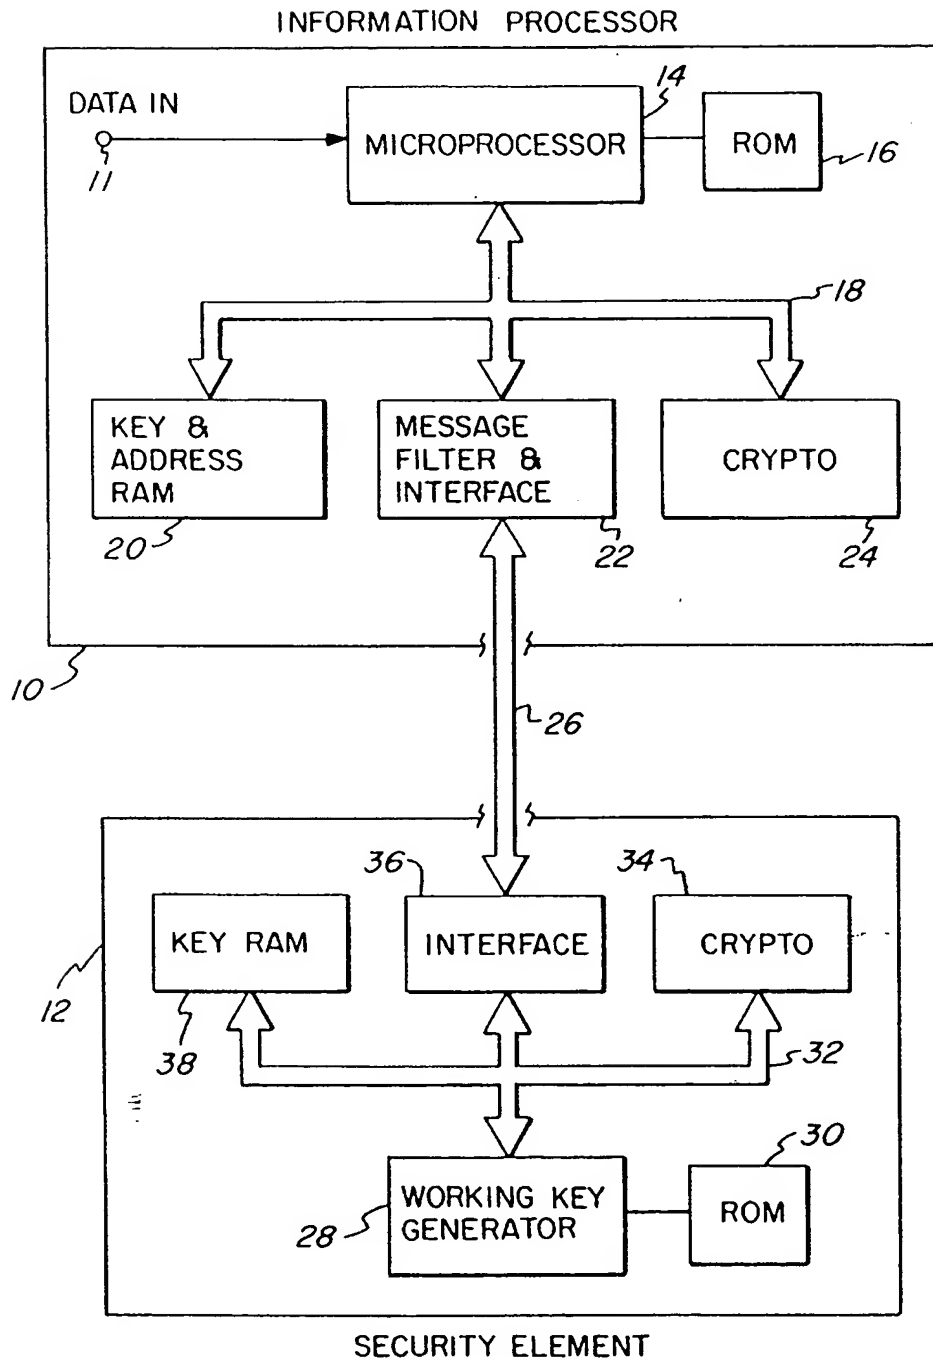 INFORMATION PROCESSOR
DATA IN
11
MICROPROCESSOR
14
ROM
16
18
KEY &
ADDRESS
RAM
20
MESSAGE
FILTER &
INTERFACE
22
CRYPTO
24
10
26
12
KEY RAM
38
36
INTERFACE
34
CRYPTO
32
WORKING KEY
GENERATOR
28
30
ROM
SECURITY ELEMENT